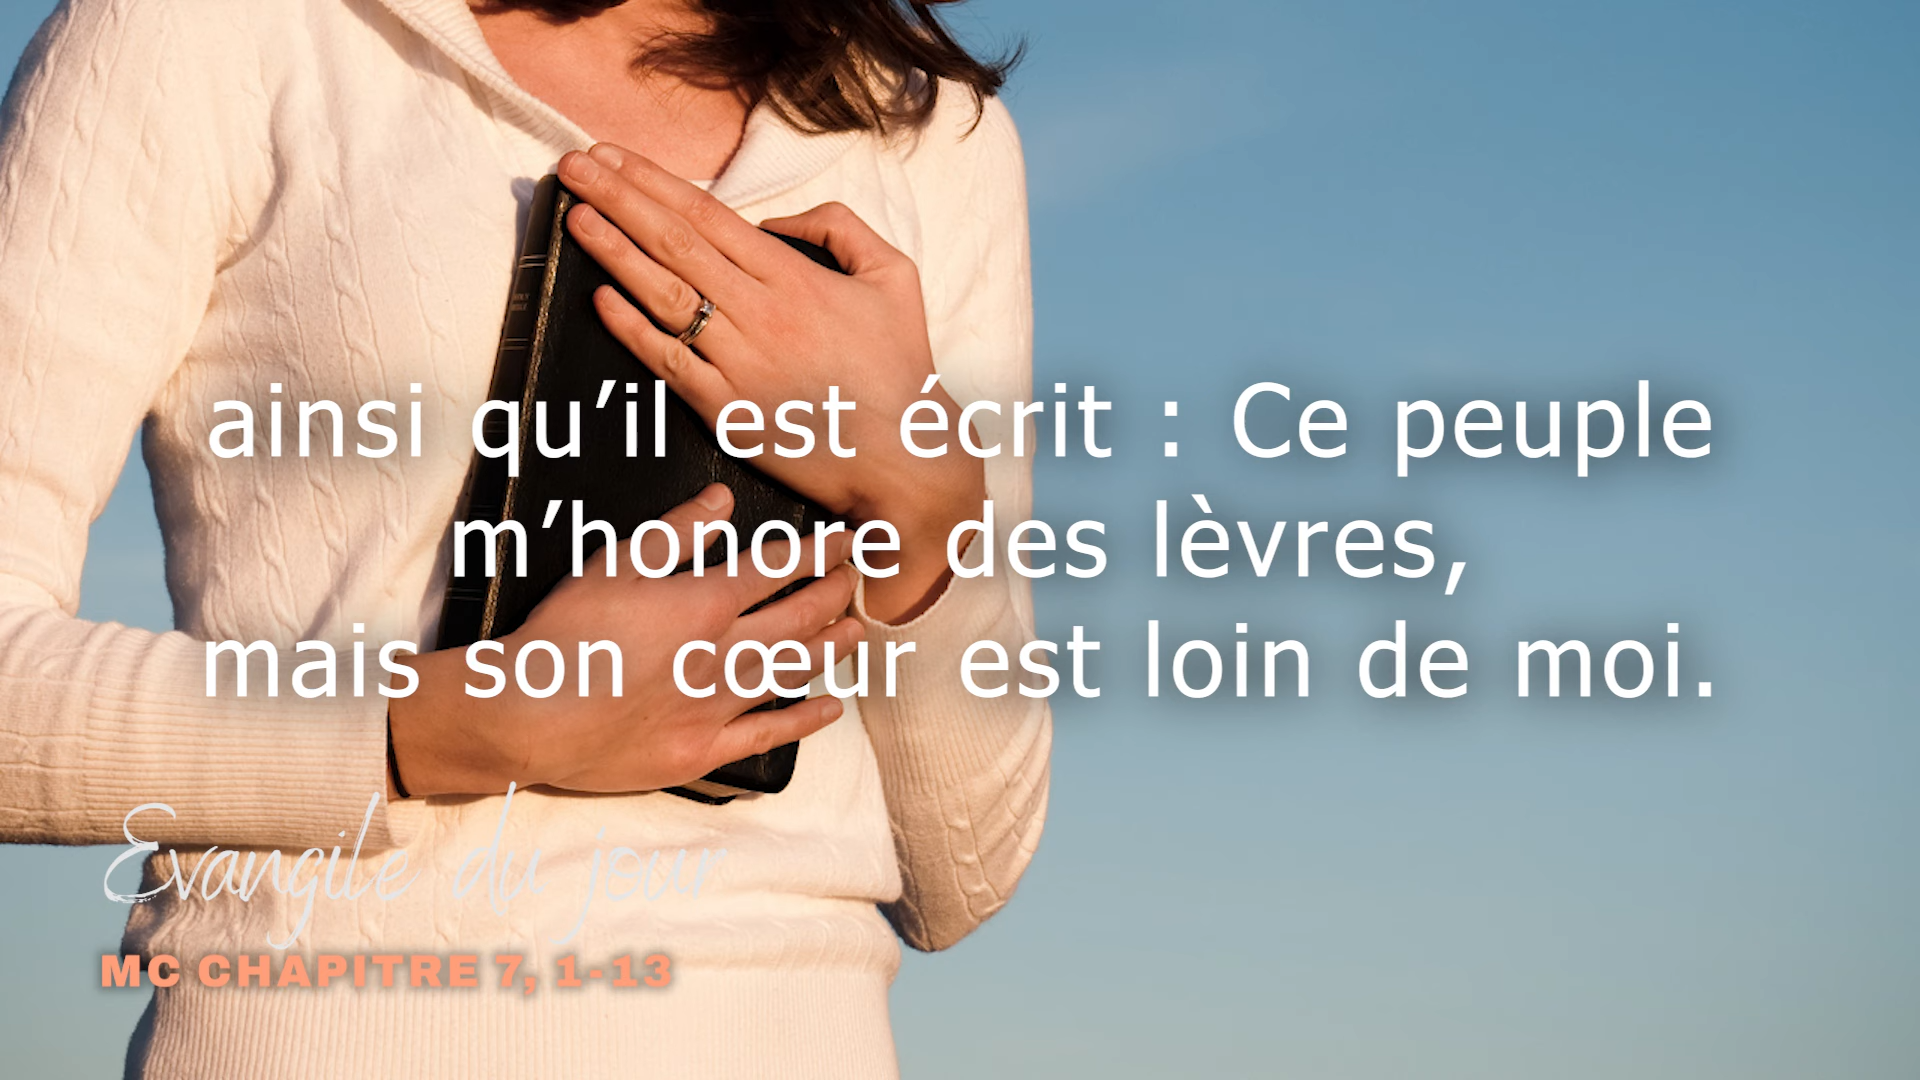 ainsi qu’il est écrit : Ce peuple
m’honore des lèvres,
mais son cœur est loin de moi.
Evangile du jour
MC CHAPITRE 7, 1-13